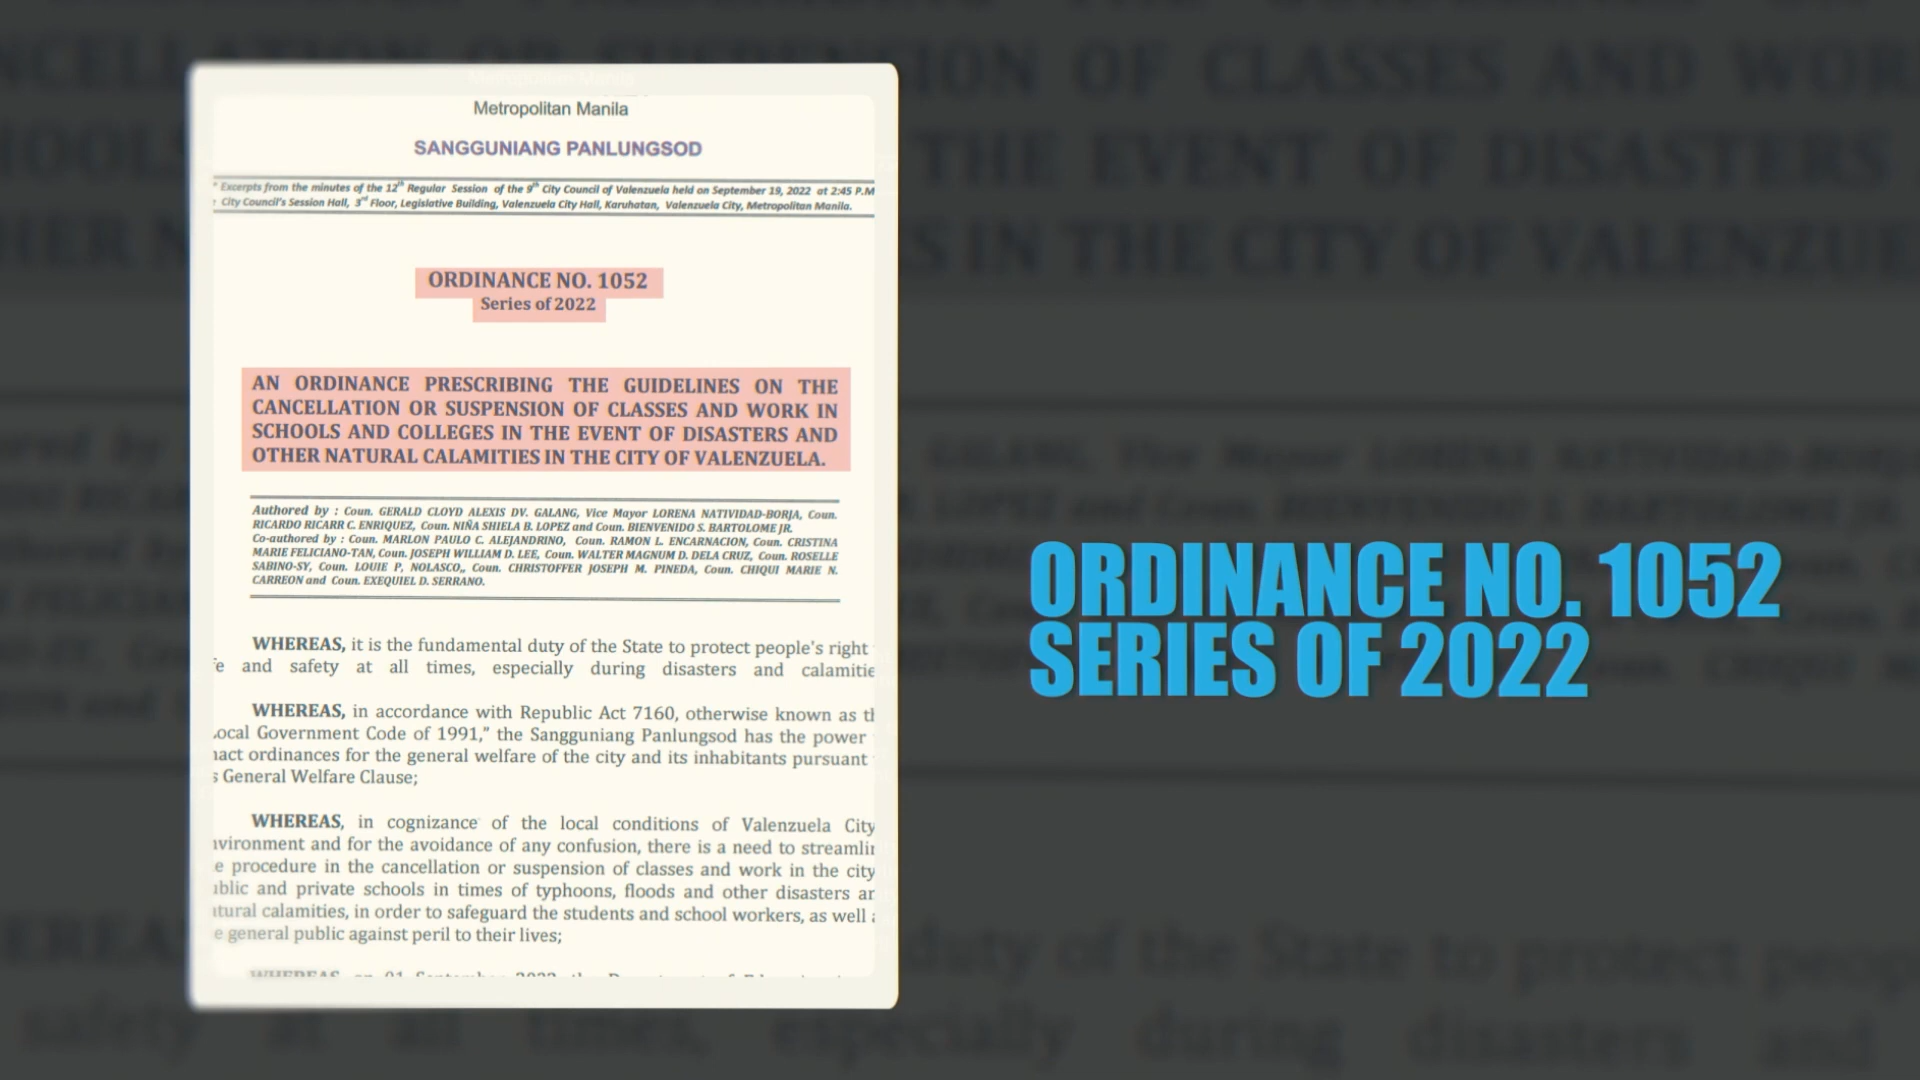 Metropolitan Manila
SANGGUNIANG PANLUNGSOD
Excerpts from the minutes of the 12th Regular Session of the 9th City Council of Valenzuela held on September 19, 2022 at 2:45 P.M
City Council's Session Hall, 3rd Floor, Legislative Building, Valenzuela City Hall, Karuhatan, Valenzuela City, Metropolitan Manila.
ORDINANCE NO. 1052
Series of 2022
AN ORDINANCE PRESCRIBING THE GUIDELINES ON THE
CANCELLATION OR SUSPENSION OF CLASSES AND WORK IN
SCHOOLS AND COLLEGES IN THE EVENT OF DISASTERS AND
OTHER NATURAL CALAMITIES IN THE CITY OF VALENZUELA.
Authored by : Coun. GERALD CLOYD ALEXIS DV. GALANG, Vice Mayor LORENA NATIVIDAD-BORJA, Coun.
RICARDO RICARR C. ENRIQUEZ, Coun. NIÑA SHIELA B. LOPEZ and Coun. BIENVENIDO S. BARTOLOME JR.
Co-authored by : Coun. MARLON PAULO C. ALEJANDRINO, Coun. RAMON L. ENCARNACION, Coun. CRISTINA
MARIE FELICIANO-TAN, Coun. JOSEPH WILLIAM D. LEE, Coun. WALTER MAGNUM D. DELA CRUZ, Coun. ROSELLE
SABINO-SY, Coun. LOUIE P, NOLASCO,, Coun. CHRISTOFFER JOSEPH M. PINEDA, Coun. CHIQUI MARIE N.
CARREON and Coun. EXEQUIEL D. SERRANO.
WHEREAS, it is the fundamental duty of the State to protect people's right
and safety at all times, especially during disasters and calamitie
WHEREAS, in accordance with Republic Act 7160, otherwise known as th
ocal Government Code of 1991," the Sangguniang Panlungsod has the power
act ordinances for the general welfare of the city and its inhabitants pursuant
s General Welfare Clause;
WHEREAS, in cognizance of the local conditions of Valenzuela City
vironment and for the avoidance of any confusion, there is a need to streamlin
e procedure in the cancellation or suspension of classes and work in the city
ublic and private schools in times of typhoons, floods and other disasters an
tural calamities, in order to safeguard the students and school workers, as well a
e general public against peril to their lives;
ORDINANCE NO. 1052
SERIES OF 2022